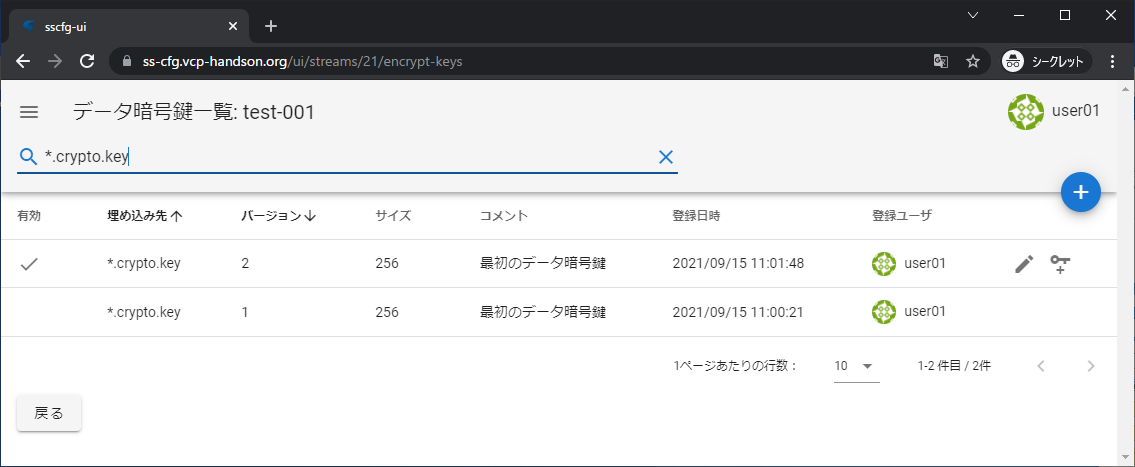 sscfg-ui
ss-cfg.vcp-handson.org/ui/streams/21/encrypt-keys シークレット
データ暗号鍵一覧: test-001 user01
*.crypto.key
有効 埋め込み先 バージョン サイズ コメント 登録日時 登録ユーザ
*.crypto.key 2 256 最初のデータ暗号鍵 2021/09/15 11:01:48 user01
*.crypto.key 1 256 最初のデータ暗号鍵 2021/09/15 11:00:21 user01
1ページあたりの行数： 10 1-2 件目 / 2件
戻る